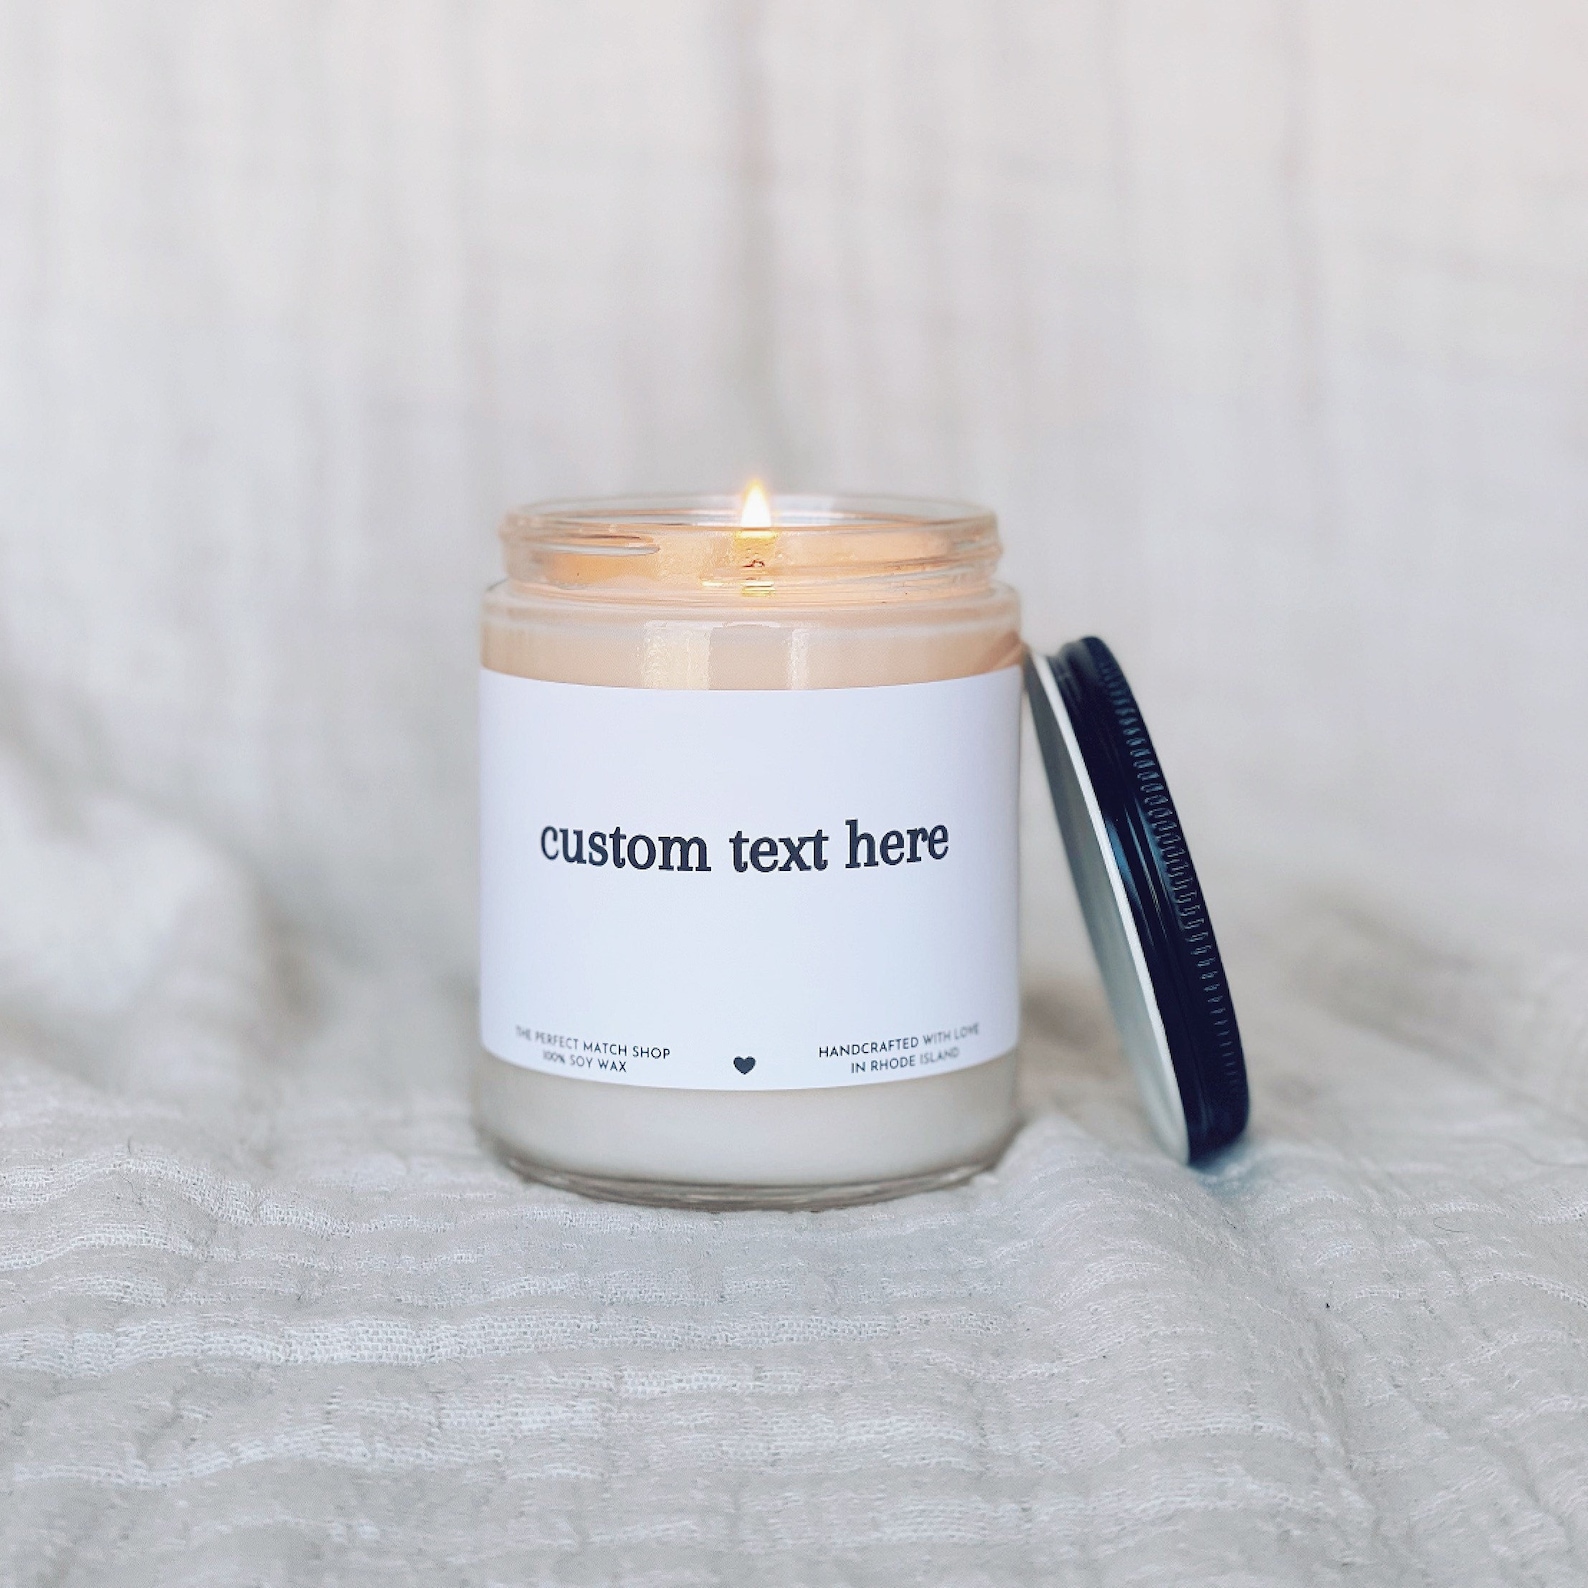 custom text here
THE PERFECT MATCH SHOP
100% SOY WAX
HANDCRAFTED WITH LOVE
IN RHODE ISLAND